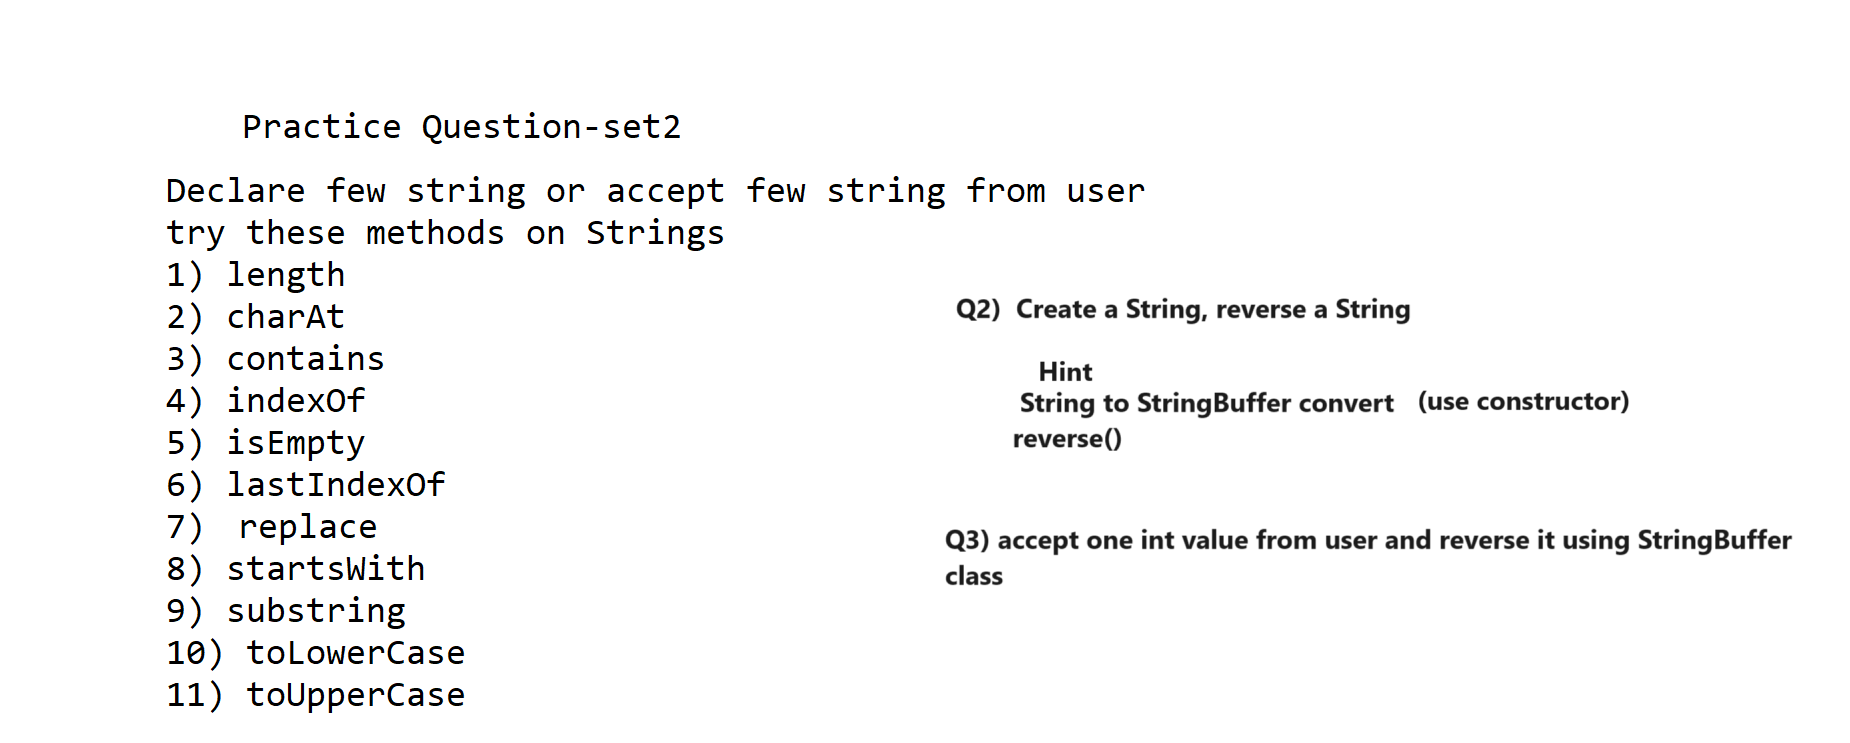 Practice Question-set2
Declare few string or accept few string from user
try these methods on Strings
1) length
2) charAt
3) contains
4) indexOf
5) isEmpty
6) lastIndexOf
7) replace
8) startsWith
9) substring
10) toLowerCase
11) toUpperCase
Q2) Create a String, reverse a String
Hint
String to StringBuffer convert (use constructor)
reverse()
Q3) accept one int value from user and reverse it using StringBuffer
class